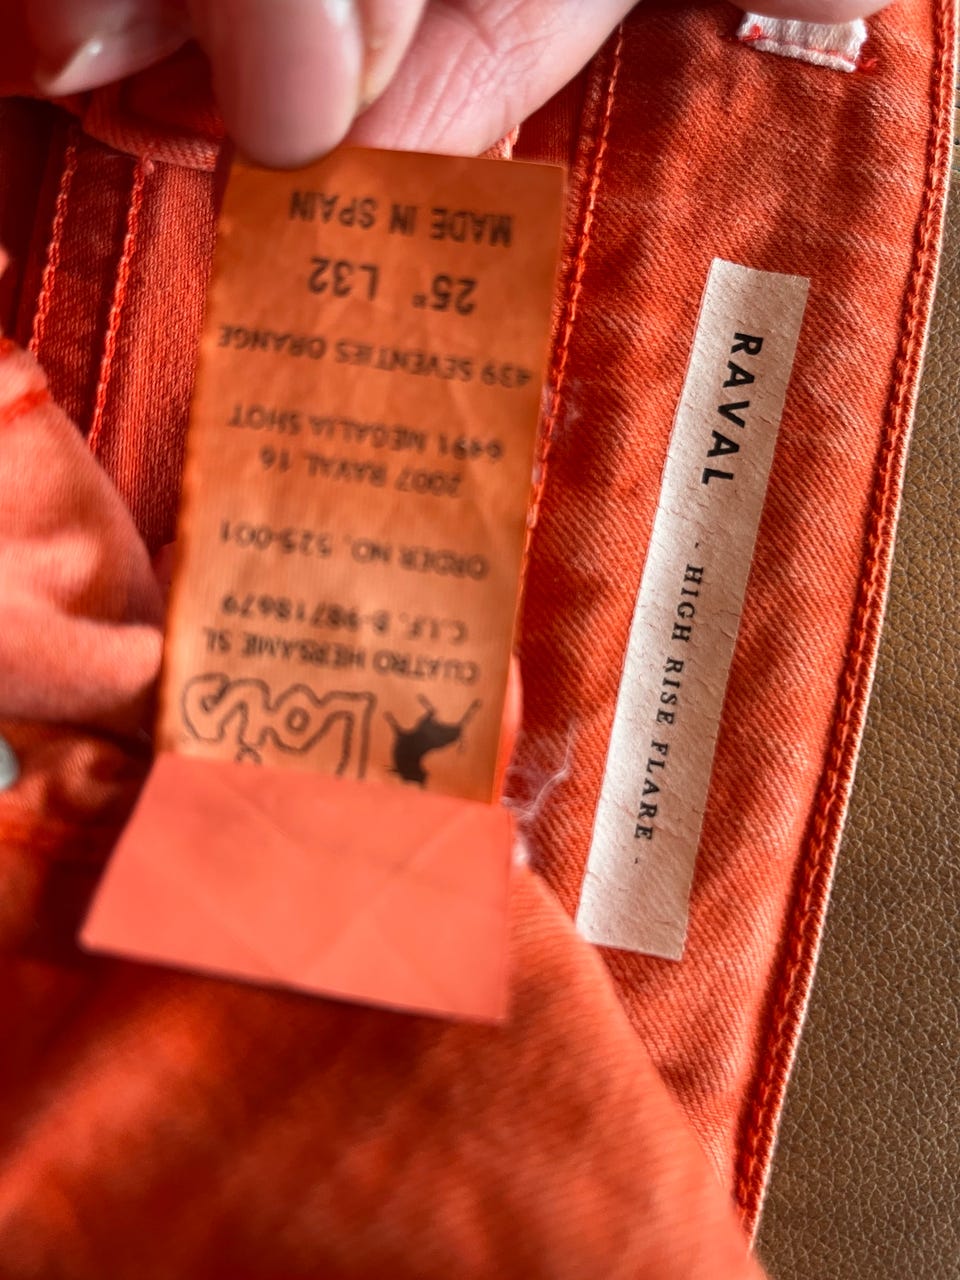 Lois
CUATRO HERSAME SL
C.I.F. B-98718679
ORDER NO. 525-001
2007 RAVAL 16
6491 MEGALIA SHOT
439 SEVENTIES ORANGE
25" L32
MADE IN SPAIN
RAVAL
- HIGH RISE FLARE -